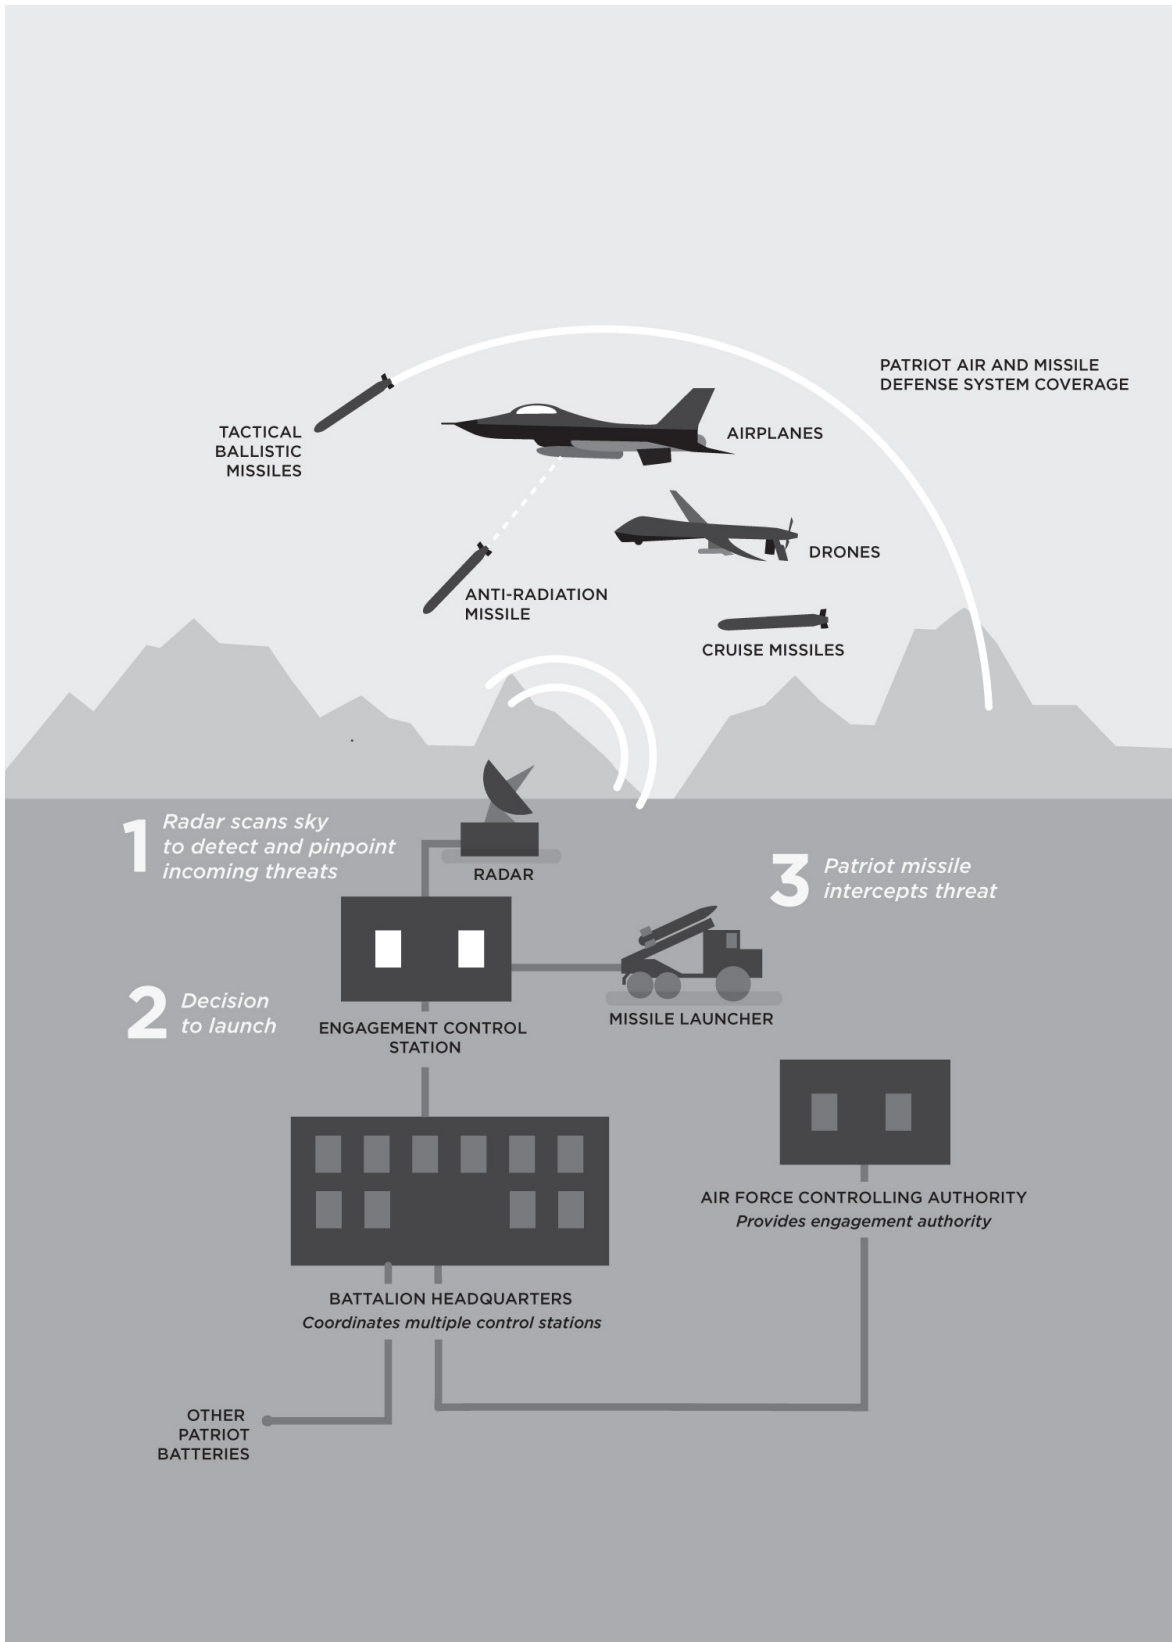 PATRIOT AIR AND MISSILE
DEFENSE SYSTEM COVERAGE
TACTICAL
BALLISTIC
MISSILES
AIRPLANES
DRONES
ANTI-RADIATION
MISSILE
CRUISE MISSILES
1
Radar scans sky
to detect and pinpoint
incoming threats
RADAR
3
Patriot missile
intercepts threat
2
Decision
to launch
ENGAGEMENT CONTROL
STATION
MISSILE LAUNCHER
AIR FORCE CONTROLLING AUTHORITY
Provides engagement authority
BATTALION HEADQUARTERS
Coordinates multiple control stations
OTHER
PATRIOT
BATTERIES